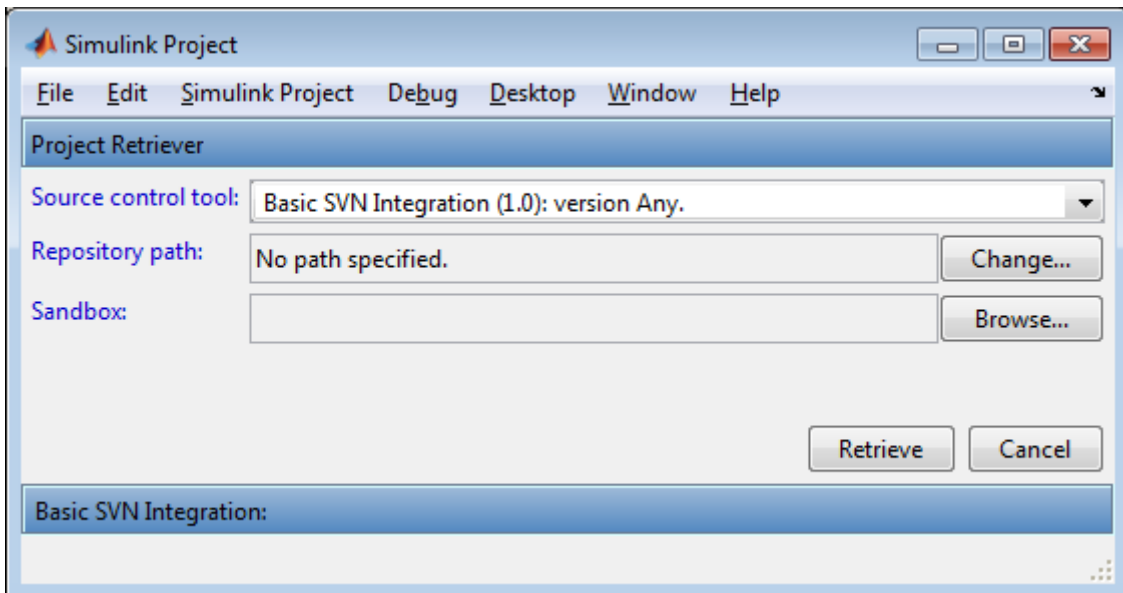 Simulink Project
File Edit Simulink Project Debug Desktop Window Help
Project Retriever
Source control tool: Basic SVN Integration (1.0): version Any.
Repository path: No path specified. Change...
Sandbox: Browse...
Retrieve Cancel
Basic SVN Integration: